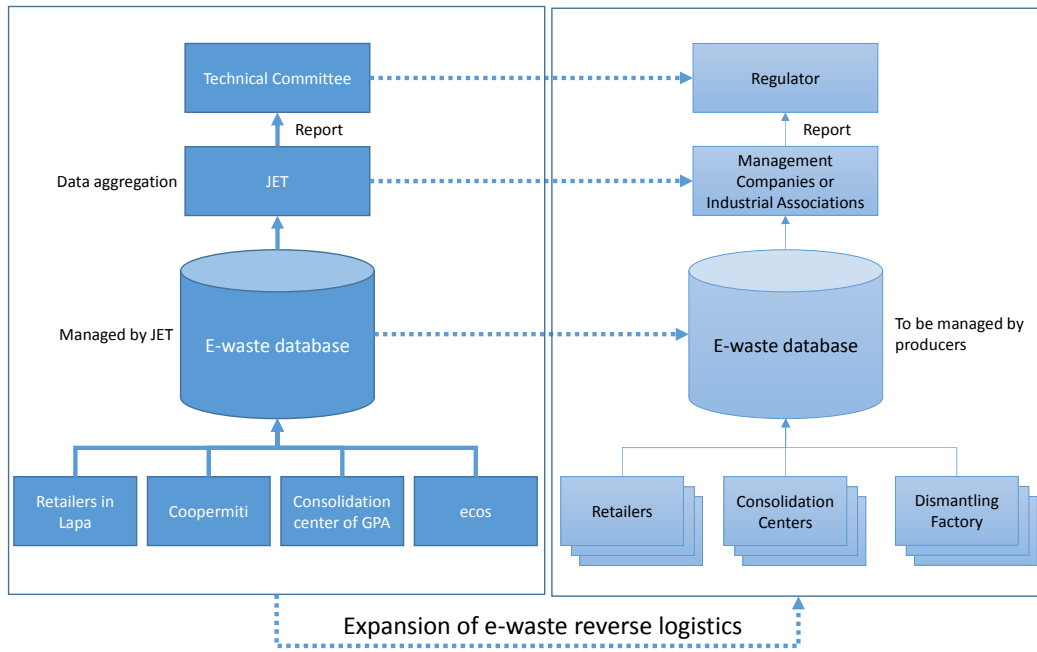 Technical Committee
Regulator
Report
Report
Data aggregation
JET
Management
Companies or
Industrial Associations
Managed by JET
E-waste database
E-waste database
To be managed by
producers
Retailers in
Lapa
Coopermiti
Consolidation
center of GPA
ecos
Retailers
Consolidation
Centers
Dismantling
Factory
Expansion of e-waste reverse logistics